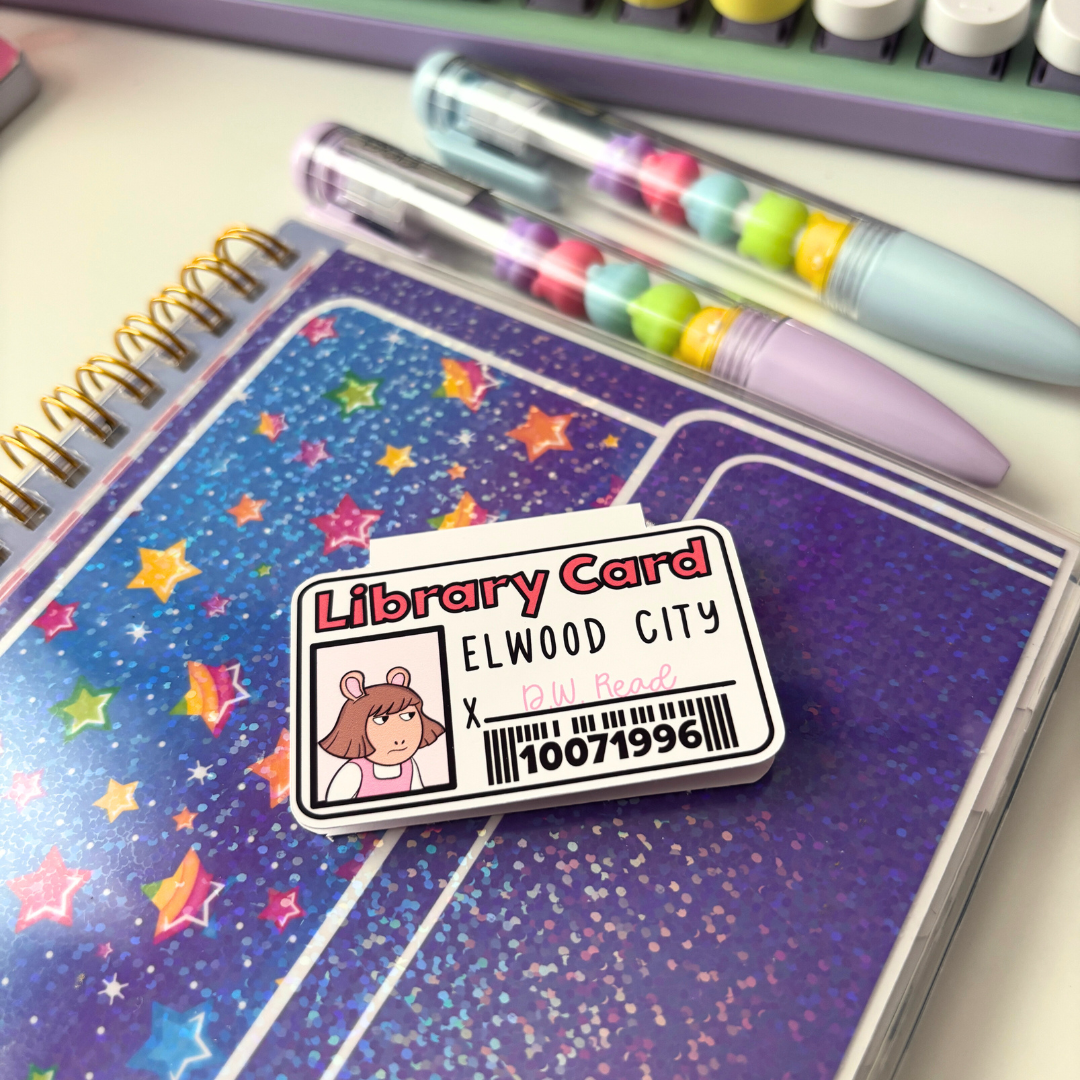 Library Card
ELWOOD CITY
X D.W. Read
10071996